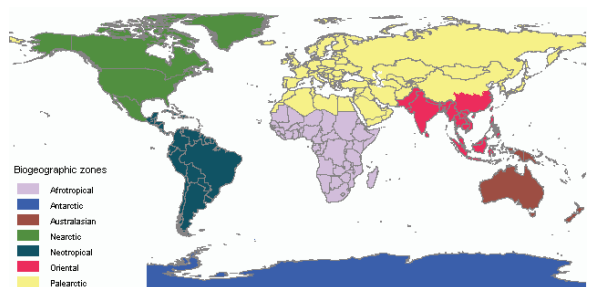 Biogeographic zones
Afrotropical
Antarctic
Australasian
Nearctic
Neotropical
Oriental
Palearctic